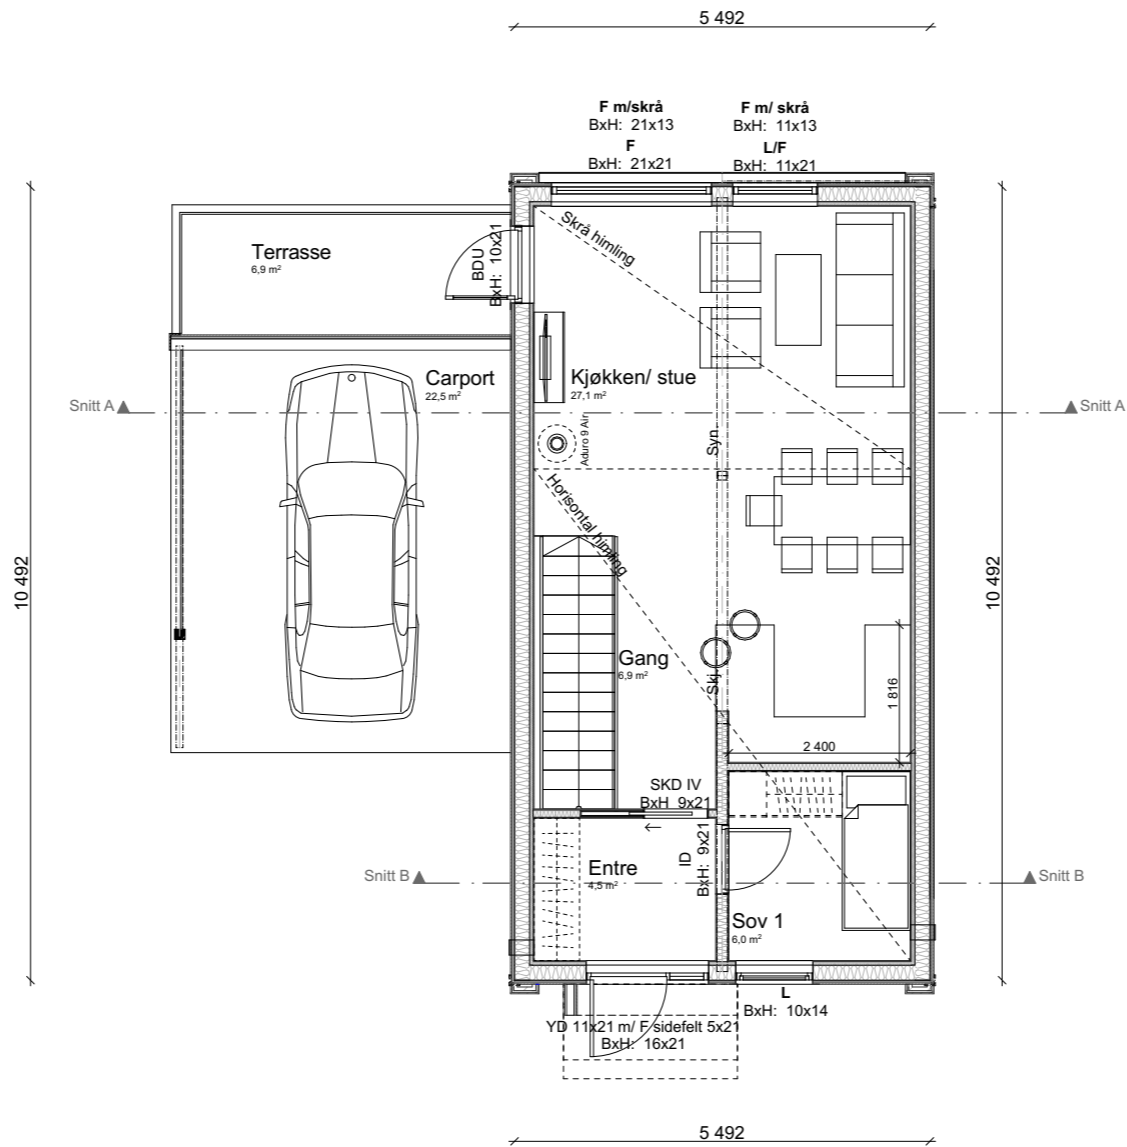 5 492
F m/skrå
BxH: 21x13
F
BxH: 21x21
F m/ skrå
BxH: 11x13
L/F
BxH: 11x21
Skrå himling
Terrasse
6,9 m²
BDU
BxH: 10x21
Carport
22,5 m²
Kjøkken/ stue
27,1 m²
Snitt A
Snitt A
Aduro 9 Air
Syn
Horisontal himling
10 492
10 492
Gang
6,9 m²
Skj
1 816
2 400
SKD IV
BxH 9x21
ID
BxH: 9x21
Entre
4,5 m²
Snitt B
Snitt B
Sov 1
6,0 m²
L
BxH: 10x14
YD 11x21 m/ F sidefelt 5x21
BxH: 16x21
5 492